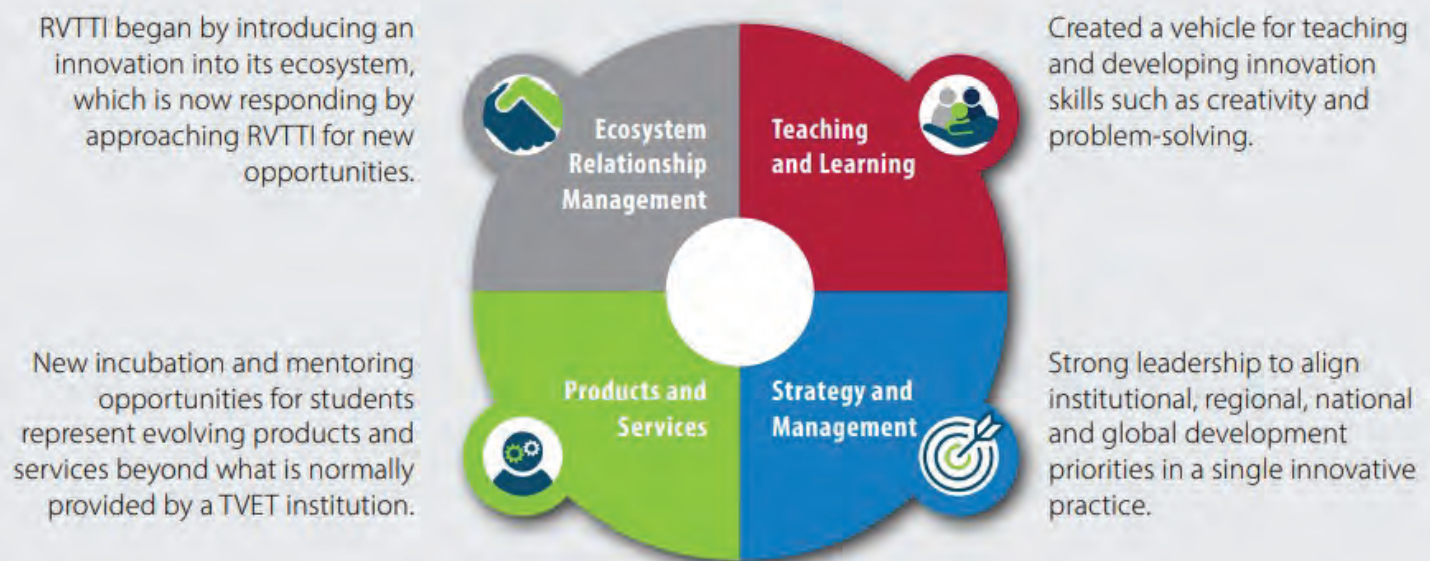 RVTTI began by introducing an
innovation into its ecosystem,
which is now responding by
approaching RVTTI for new
opportunities.
Ecosystem
Relationship
Management
Teaching
and Learning
Created a vehicle for teaching
and developing innovation
skills such as creativity and
problem-solving.
New incubation and mentoring
opportunities for students
represent evolving products and
services beyond what is normally
provided by a TVET institution.
Products and
Services
Strategy and
Management
Strong leadership to align
institutional, regional, national
and global development
priorities in a single innovative
practice.